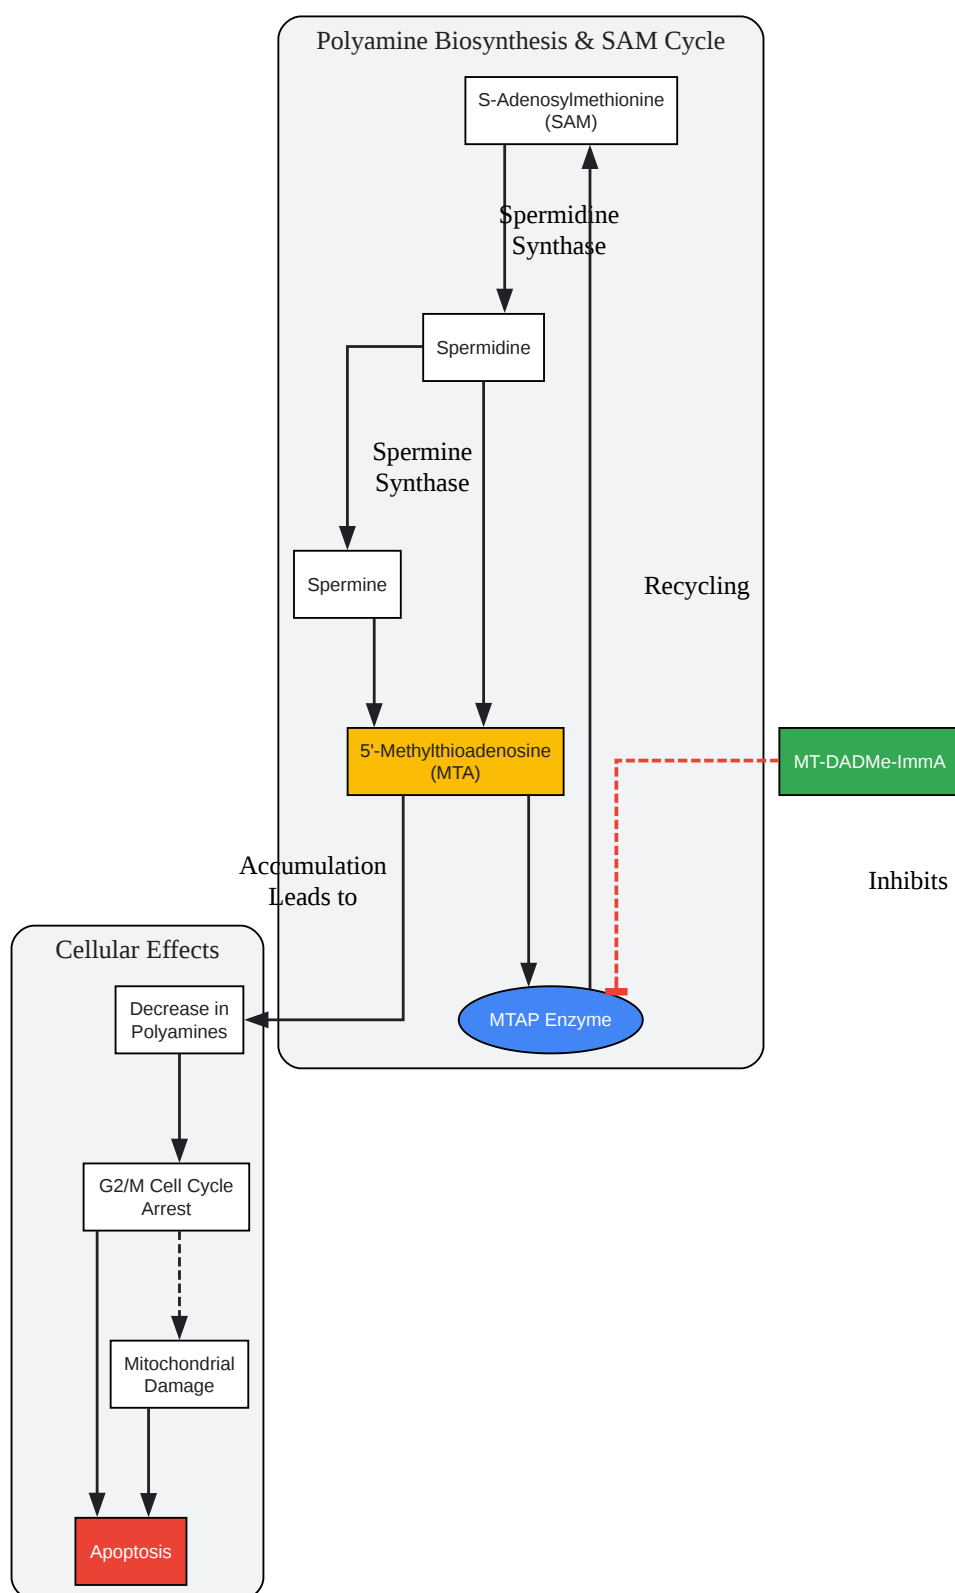 Polyamine Biosynthesis & SAM Cycle
S-Adenosylmethionine
(SAM)
Spermidine
Synthase
Spermidine
Spermine
Synthase
Spermine
Recycling
5'-Methylthioadenosine
(MTA)
MT-DADMe-ImmA
Accumulation
Leads to
Inhibits
Cellular Effects
Decrease in
Polyamines
MTAP Enzyme
G2/M Cell Cycle
Arrest
Mitochondrial
Damage
Apoptosis